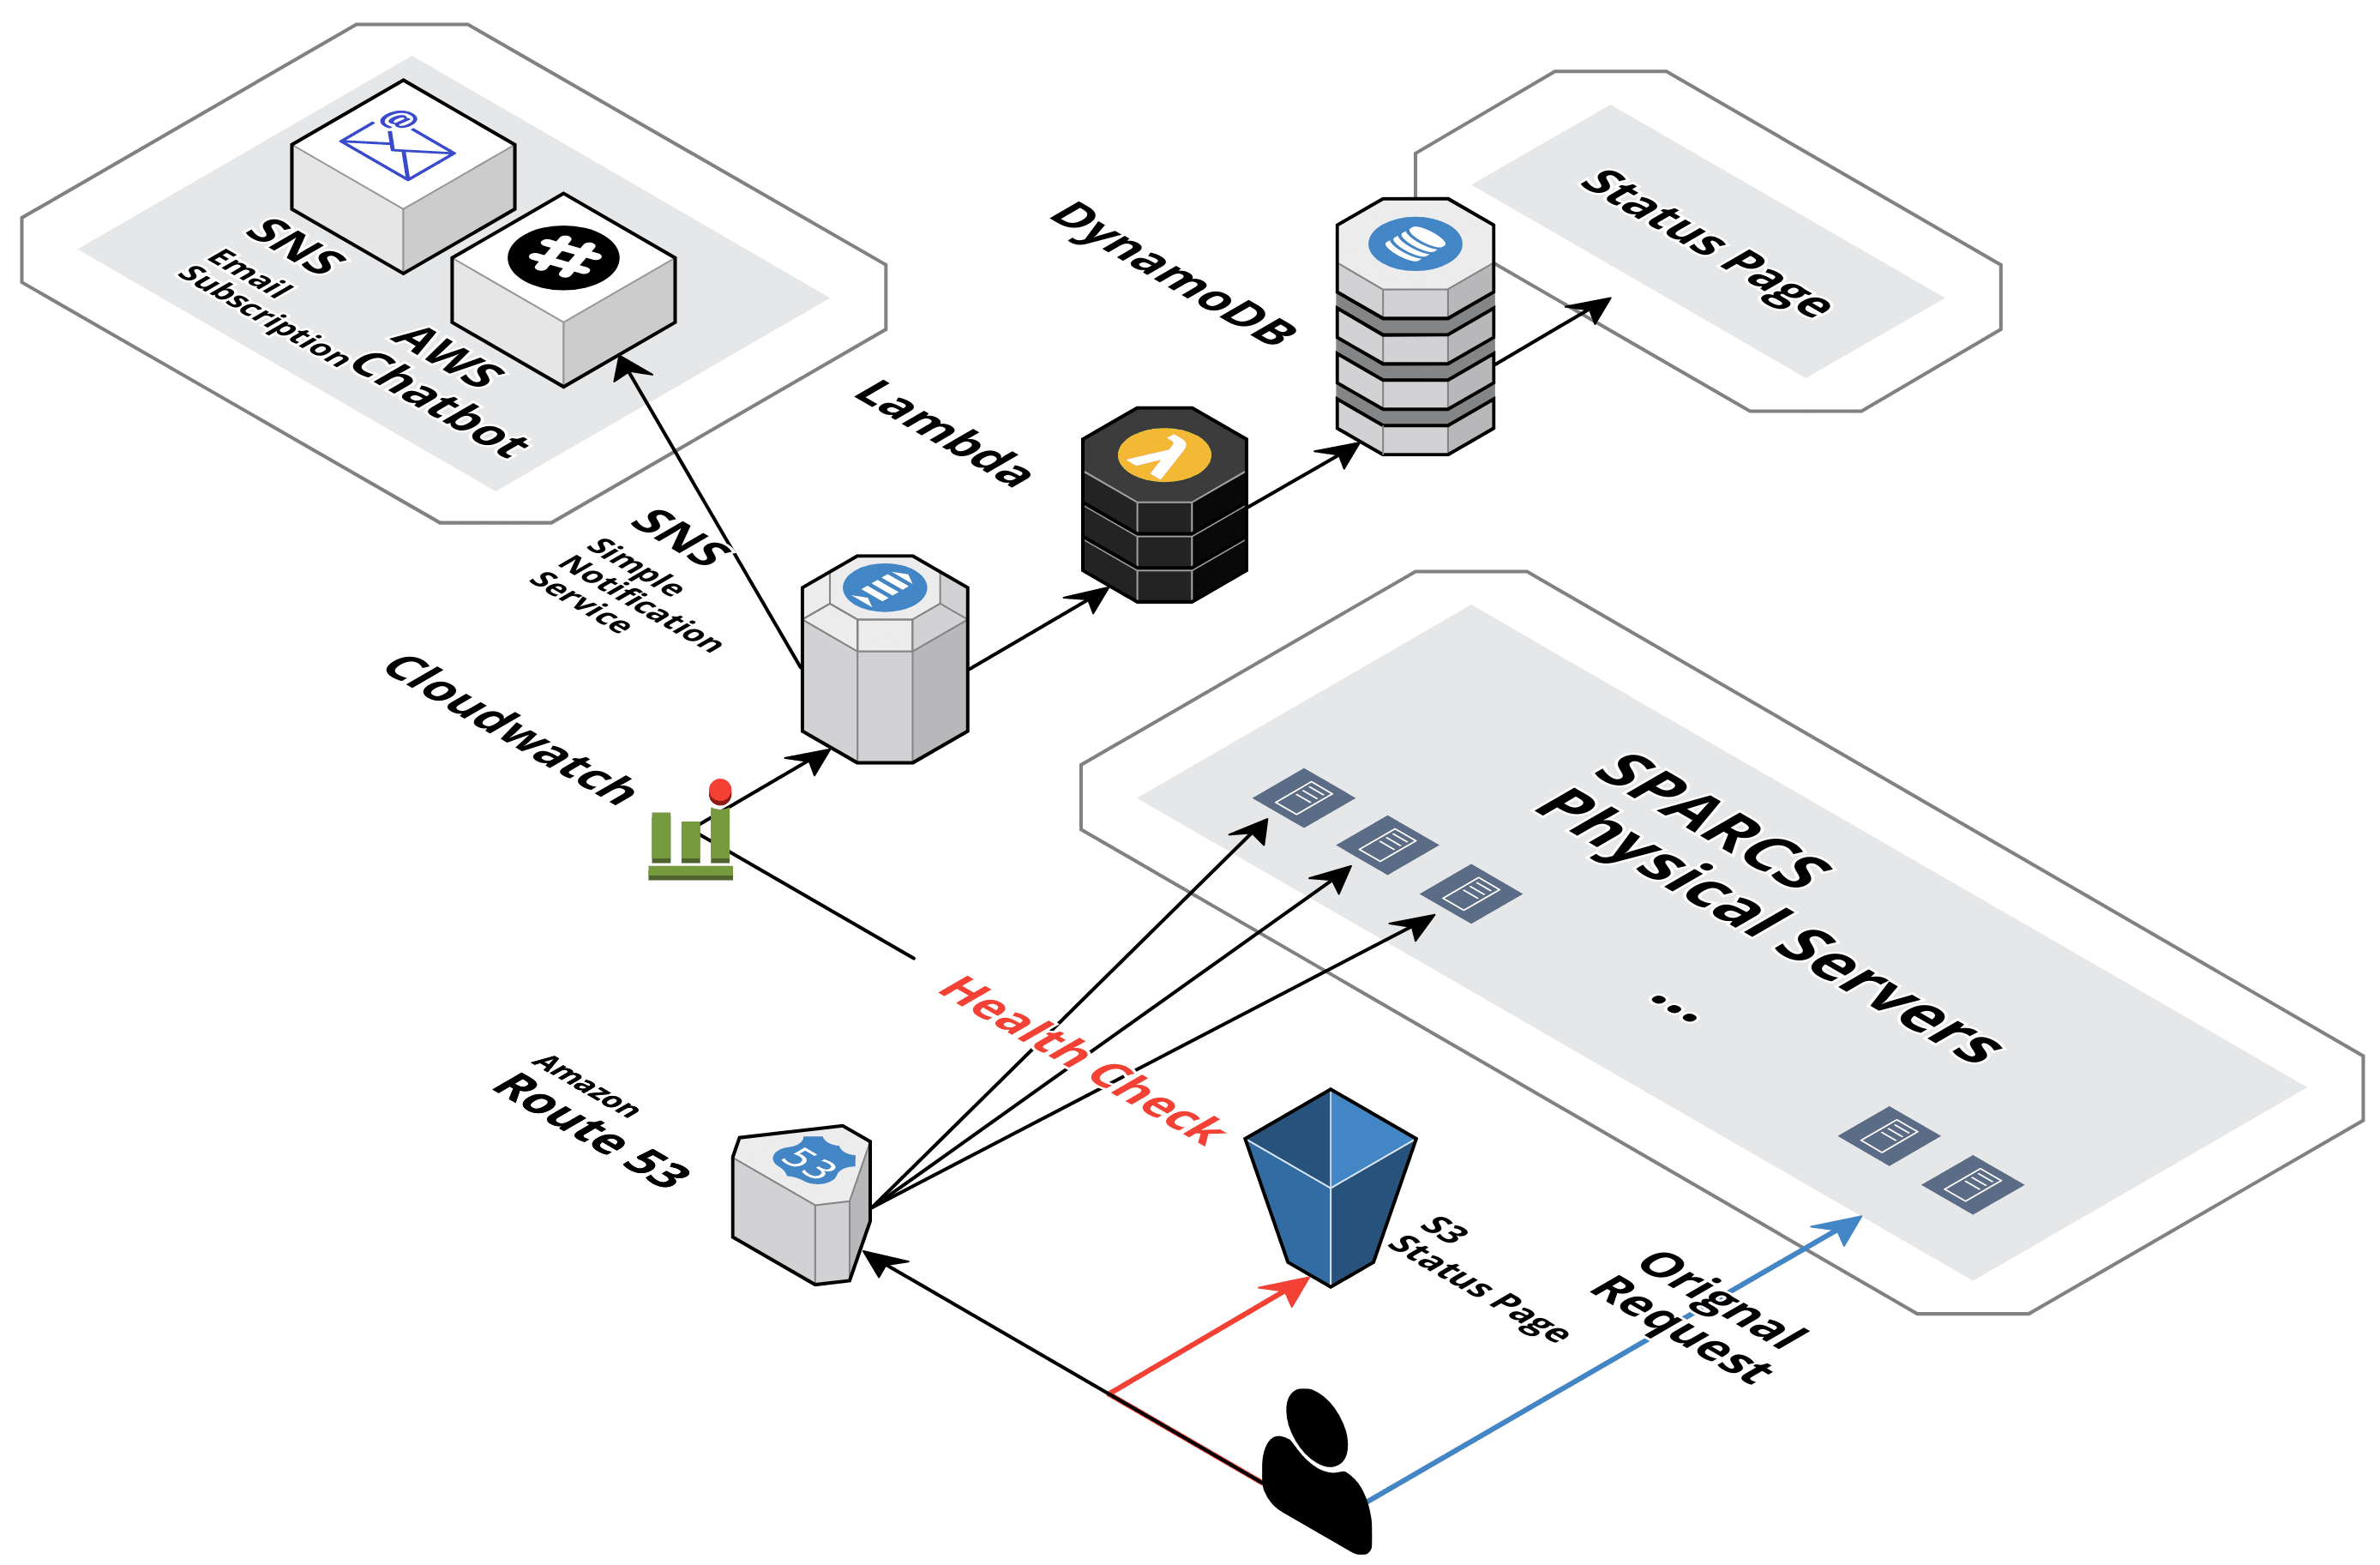 @
SNS
Email
Subscription
AWS
Chatbot
DynamoDB
Status Page
Lambda
SNS
Simple
Notification
Service
Cloudwatch
SPARCS
Physical Servers
...
Health Check
Amazon
Route 53
53
S3
Status Page
Orignal
Request